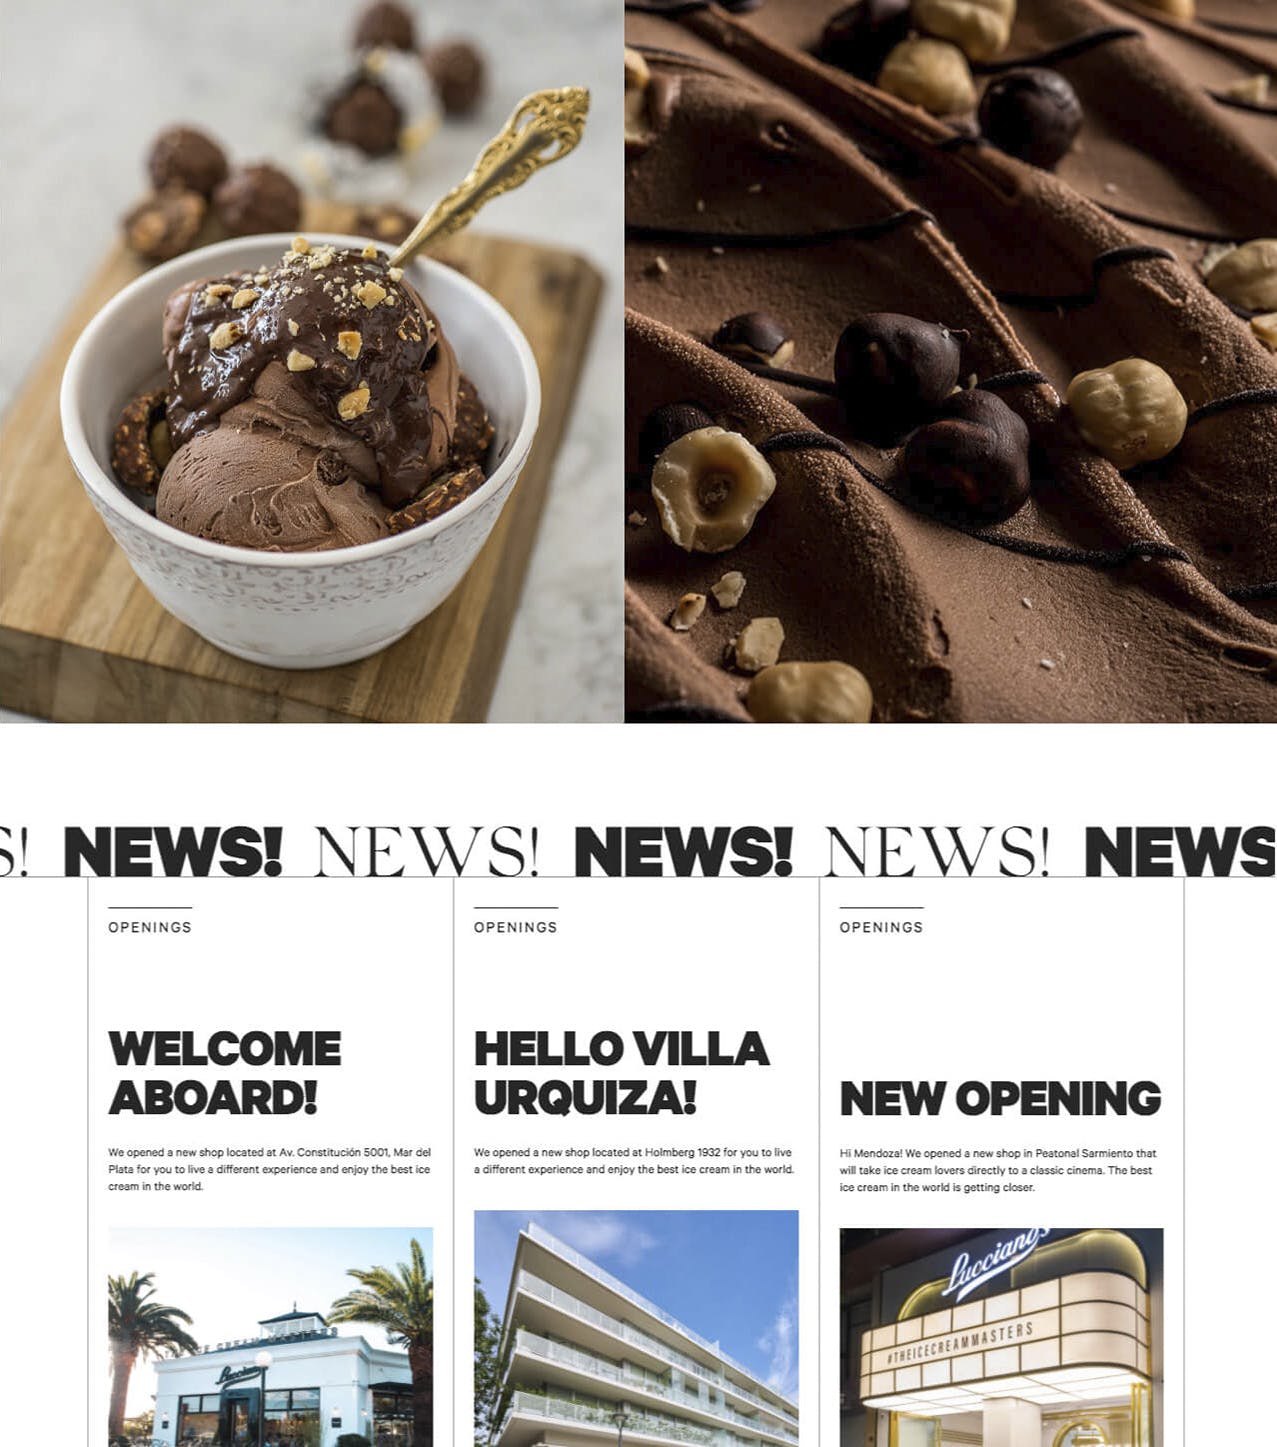 S! NEWS! NEWS! NEWS! NEWS! NEWS
OPENINGS
WELCOME
ABOARD!
We opened a new shop located at Av. Constitución 5001, Mar del
Plata for you to live a different experience and enjoy the best ice
cream in the world.
Lucciano's
OPENINGS
HELLO VILLA
URQUIZA!
We opened a new shop located at Holmberg 1932 for you to live
a different experience and enjoy the best ice cream in the world.
OPENINGS
NEW OPENING
Hi Mendoza! We opened a new shop in Peatonal Sarmiento that
will take ice cream lovers directly to a classic cinema. The best
ice cream in the world is getting closer.
Lucciano's
#THEICECREAMMASTERS